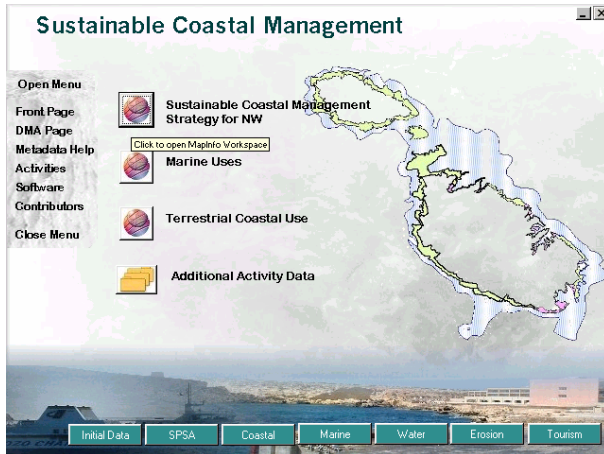 Sustainable Coastal Management
Open Menu
Front Page
DMA Page
Metadata Help
Activities
Software
Contributors
Close Menu
Sustainable Coastal Management
Strategy for NW
Click to open MapInfo Workspace
Marine Uses
Terrestrial Coastal Use
Additional Activity Data
Initial Data
SPSA
Coastal
Marine
Water
Erosion
Tourism